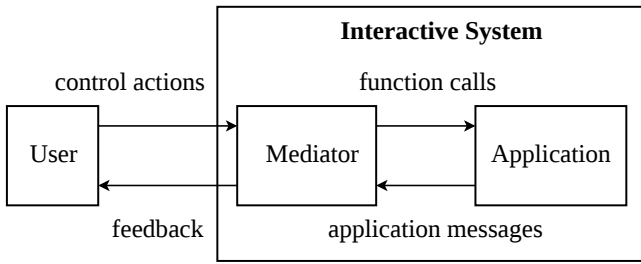 Interactive System
control actions
function calls
User
Mediator
Application
feedback
application messages